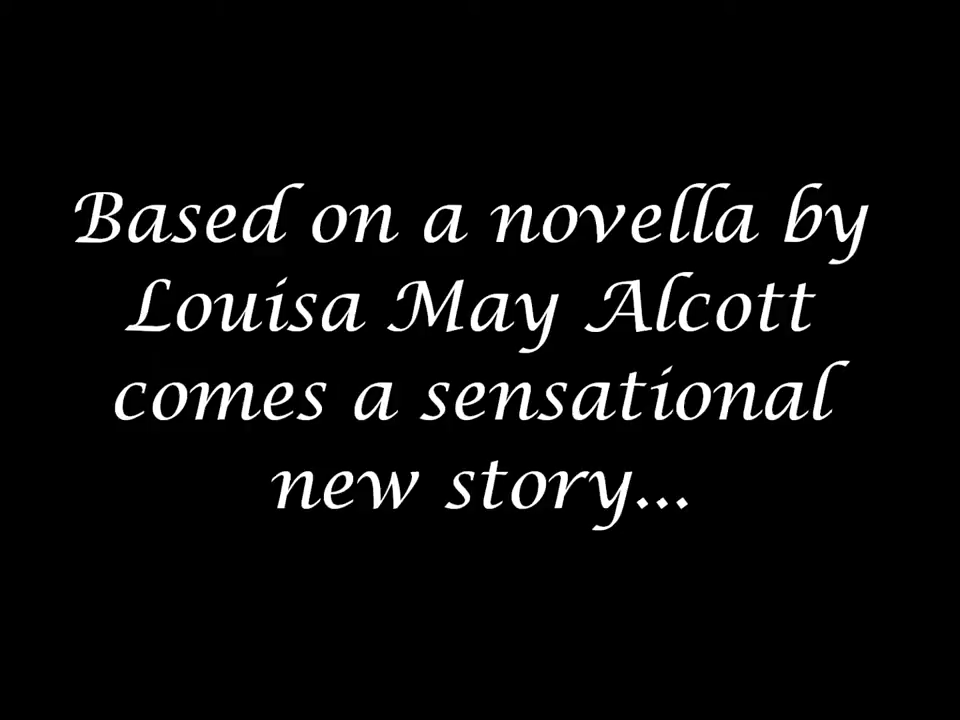 Based on a novella by
Louisa May Alcott
comes a sensational
new story...